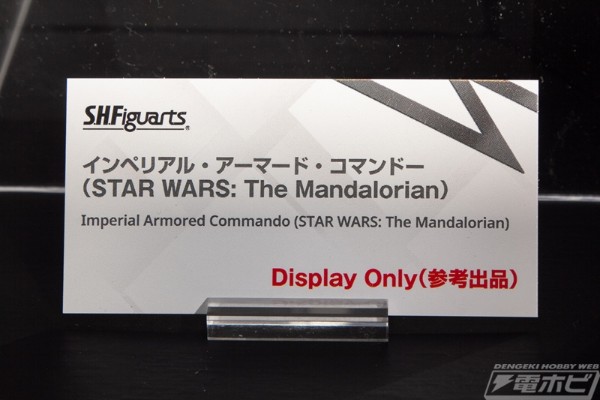 S.H.Figuarts
インペリアル・アーマード・コマンドー
(STAR WARS: The Mandalorian)
Imperial Armored Commando (STAR WARS: The Mandalorian)
Display Only(参考出品)
DENGEKI HOBBY WEB
電ホビ